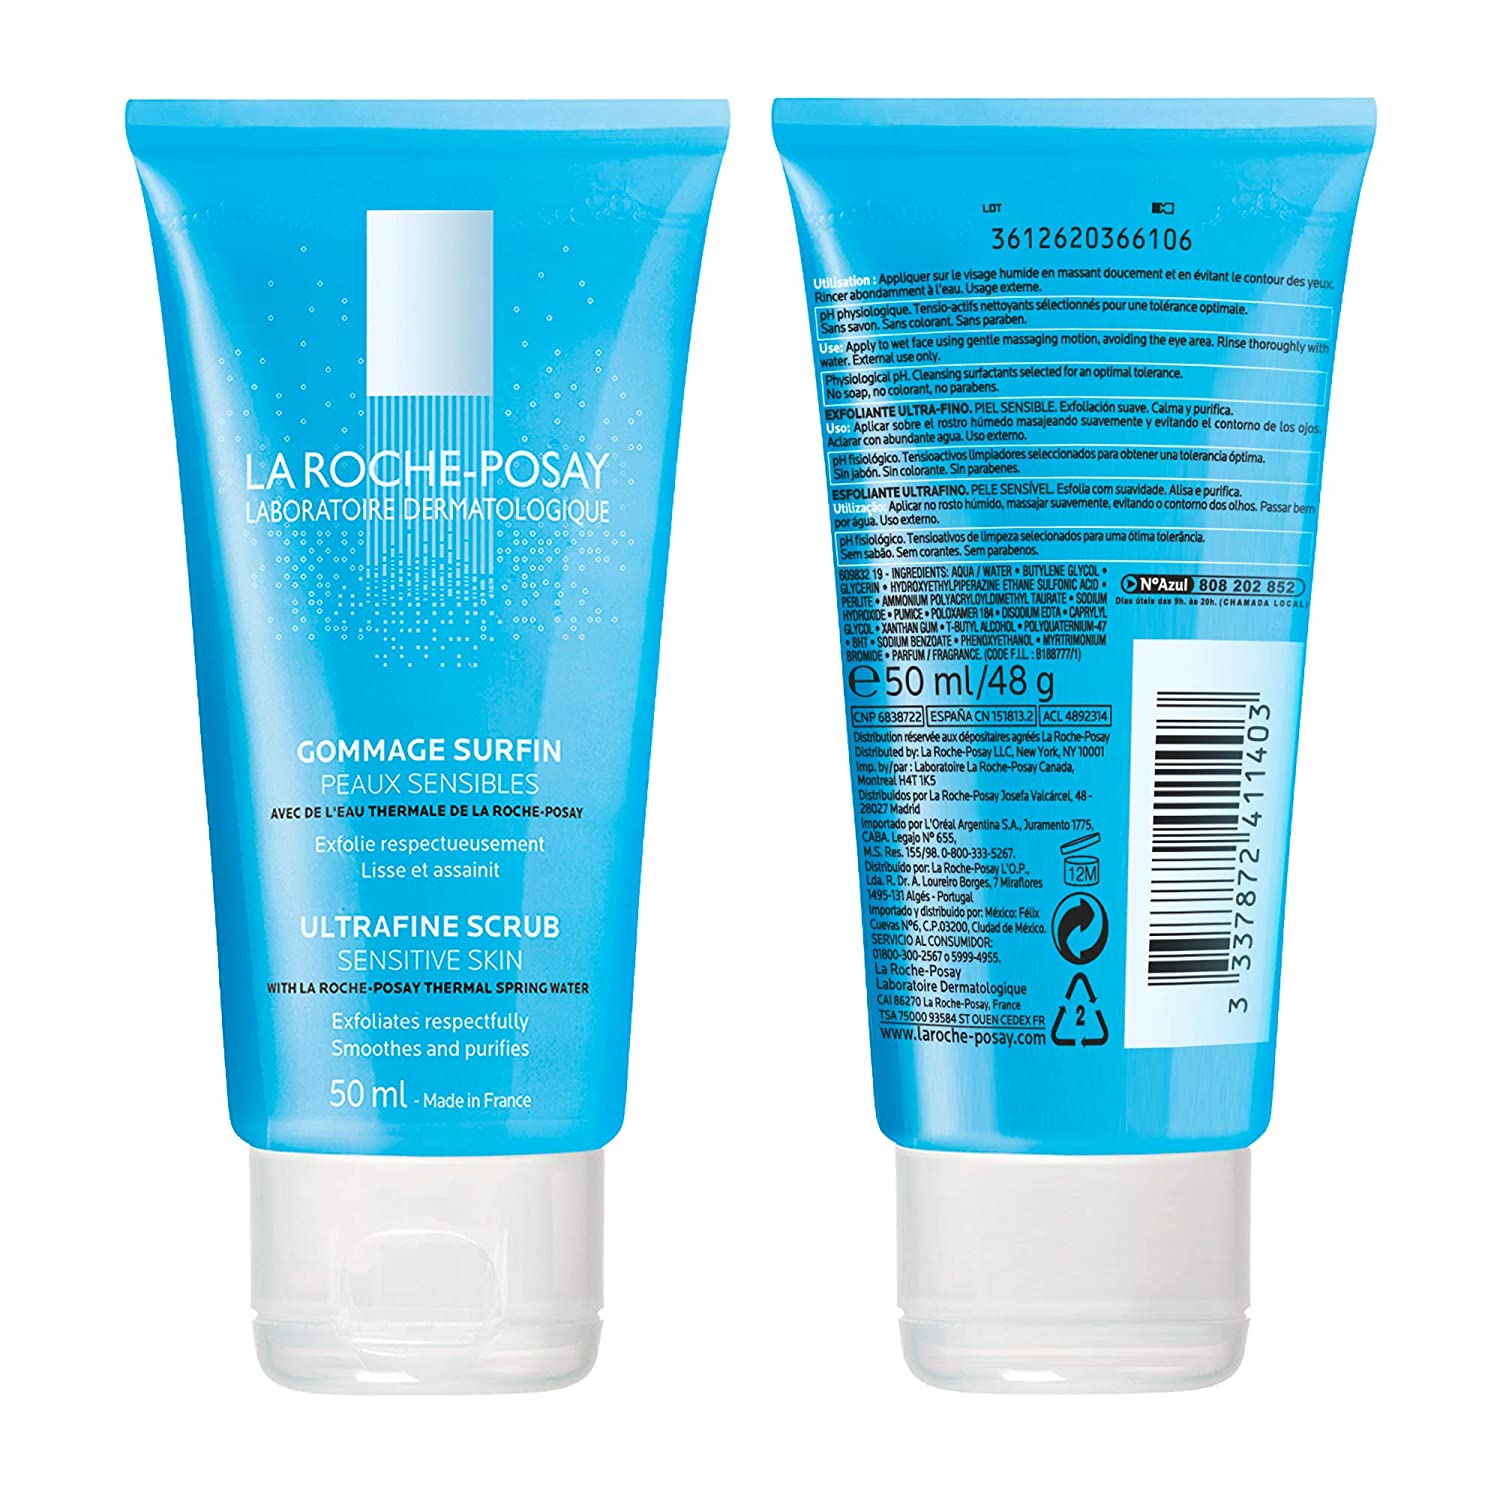 LA ROCHE-POSAY
LABORATOIRE DERMATOLOGIQUE
GOMMAGE SURFIN
PEAUX SENSIBLES
AVEC DE L'EAU THERMALE DE LA ROCHE-POSAY
Exfolie respectueusement
Lisse et assainit
ULTRAFINE SCRUB
SENSITIVE SKIN
WITH LA ROCHE-POSAY THERMAL SPRING WATER
Exfoliates respectfully
Smoothes and purifies
50 ml - Made in France
LOT
3612620366106
Utilisation : Appliquer sur le visage humide en massant doucement et en évitant le contour des yeux.
Rincer abondamment à l'eau. Usage externe.
pH physiologique. Tensio-actifs nettoyants sélectionnés pour une tolérance optimale.
Sans savon. Sans colorant. Sans paraben.
Use: Apply to wet face using gentle massaging motion, avoiding the eye area. Rinse thoroughly with
water. External use only.
Physiological pH. Cleansing surfactants selected for an optimal tolerance.
No soap, no colorant, no parabens.
EXFOLIANTE ULTRA-FINO. PIEL SENSIBLE. Exfoliación suave. Calma y purifica.
Uso: Aplicar sobre el rostro húmedo masajeando suavemente y evitando el contorno de los ojos.
Aclarar con abundante agua. Uso externo.
pH fisiológico. Tensioactivos limpiadores seleccionados para obtener una tolerancia óptima.
Sin jabón. Sin colorante. Sin parabenes.
ESFOLIANTE ULTRAFINO. PELE SENSÍVEL. Esfolia com suavidade. Alisa e purifica.
Utilização: Aplicar no rosto húmido, massajar suavemente, evitando o contorno dos olhos. Passar bem
por água. Uso externo.
pH fisiológico. Tensioativos de limpeza selecionados para uma ótima tolerância.
Sem sabão. Sem corantes. Sem parabenos.
609832 19 - INGREDIENTS: AQUA / WATER • BUTYLENE GLYCOL •
GLYCERIN • HYDROXYETHYLPIPERAZINE ETHANE SULFONIC ACID •
PERLITE • AMMONIUM POLYACRYLOYLDIMETHYL TAURATE • SODIUM
HYDROXIDE • PUMICE • POLOXAMER 184 • DISODIUM EDTA • CAPRYLYL
GLYCOL • XANTHAN GUM • T-BUTYL ALCOHOL • POLYQUATERNIUM-47
• BHT • SODIUM BENZOATE • PHENOXYETHANOL • MYRTRIMONIUM
BROMIDE • PARFUM / FRAGRANCE. (CODE F.I.L. : B188777/1)
NºAzul 808 202 852
Dias úteis das 9h. às 20h. (CHAMADA LOCAL)
e 50 ml/48 g
CNP 6838722 ESPAÑA CN 151813.2 ACL 4892314
Distribution réservée aux dépositaires agréés La Roche-Posay
Distributed by: La Roche-Posay LLC, New York, NY 10001
Imp. by/par : Laboratoire La Roche-Posay Canada,
Montreal H4T 1K5
Distribuidos por La Roche-Posay Josefa Valcárcel, 48 -
28027 Madrid
Importado por L'Oréal Argentina S.A., Juramento 1775,
CABA. Legajo Nº 655,
M.S. Res. 155/98. 0-800-333-5267.
Distribuído por: La Roche-Posay L'O.P.,
Lda. R. Dr. A. Loureiro Borges, 7 Miraflores
1495-131 Algés - Portugal
Importado y distribuido por: México: Félix
Cuevas Nº6, C.P.03200, Ciudad de México.
SERVICIO AL CONSUMIDOR:
01800-300-2567 o 5999-4955.
La Roche-Posay
Laboratoire Dermatologique
CAI 86270 La Roche-Posay, France
TSA 75000 93584 ST OUEN CEDEX FR
www.laroche-posay.com
12M
2
3 337872 411403